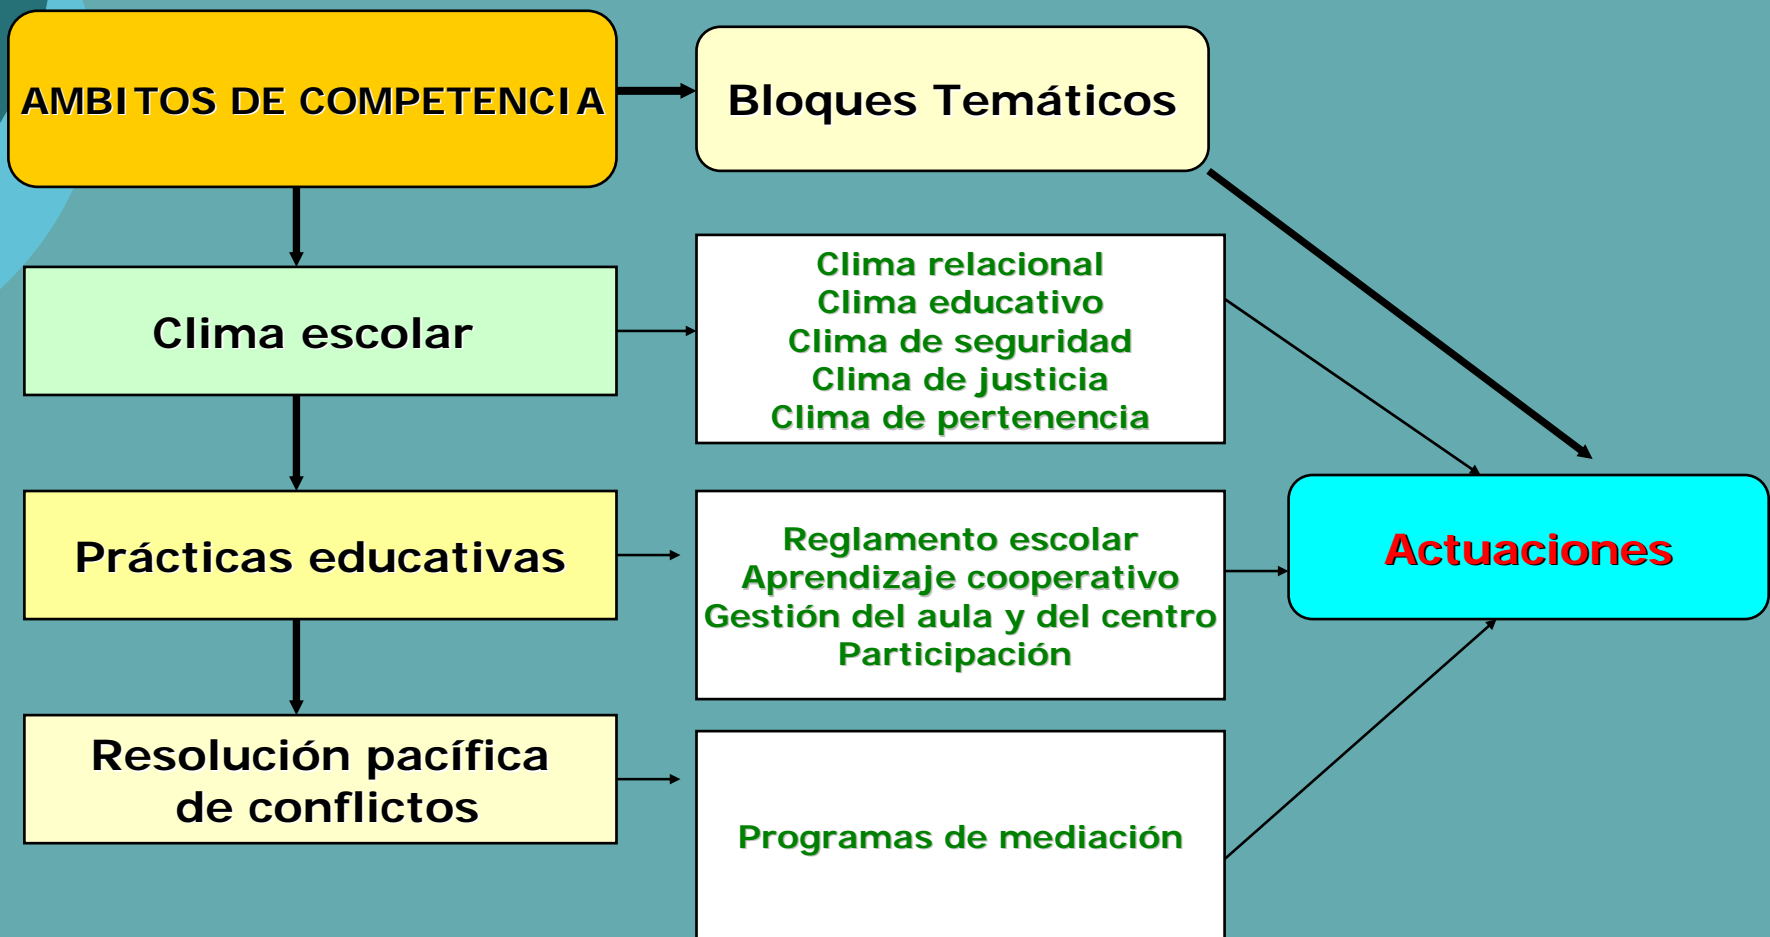 AMBITOS DE COMPETENCIA
Bloques Temáticos
Clima escolar
Clima relacional
Clima educativo
Clima de seguridad
Clima de justicia
Clima de pertenencia
Prácticas educativas
Reglamento escolar
Aprendizaje cooperativo
Gestión del aula y del centro
Participación
Actuaciones
Resolución pacífica
de conflictos
Programas de mediación